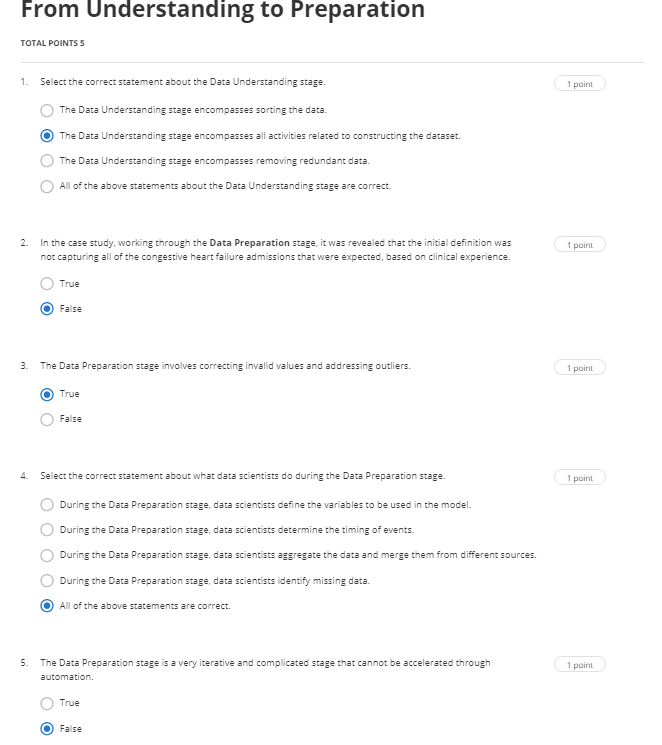 From Understanding to Preparation
TOTAL POINTS 5
1. Select the correct statement about the Data Understanding stage.
1 point
The Data Understanding stage encompasses sorting the data.
The Data Understanding stage encompasses all activities related to constructing the dataset.
The Data Understanding stage encompasses removing redundant data.
All of the above statements about the Data Understanding stage are correct.
2. In the case study, working through the Data Preparation stage, it was revealed that the initial definition was
not capturing all of the congestive heart failure admissions that were expected, based on clinical experience.
1 point
True
False
3. The Data Preparation stage involves correcting invalid values and addressing outliers.
1 point
True
False
4. Select the correct statement about what data scientists do during the Data Preparation stage.
1 point
During the Data Preparation stage, data scientists define the variables to be used in the model.
During the Data Preparation stage, data scientists determine the timing of events.
During the Data Preparation stage, data scientists aggregate the data and merge them from different sources.
During the Data Preparation stage, data scientists identify missing data.
All of the above statements are correct.
5. The Data Preparation stage is a very iterative and complicated stage that cannot be accelerated through
automation.
1 point
True
False